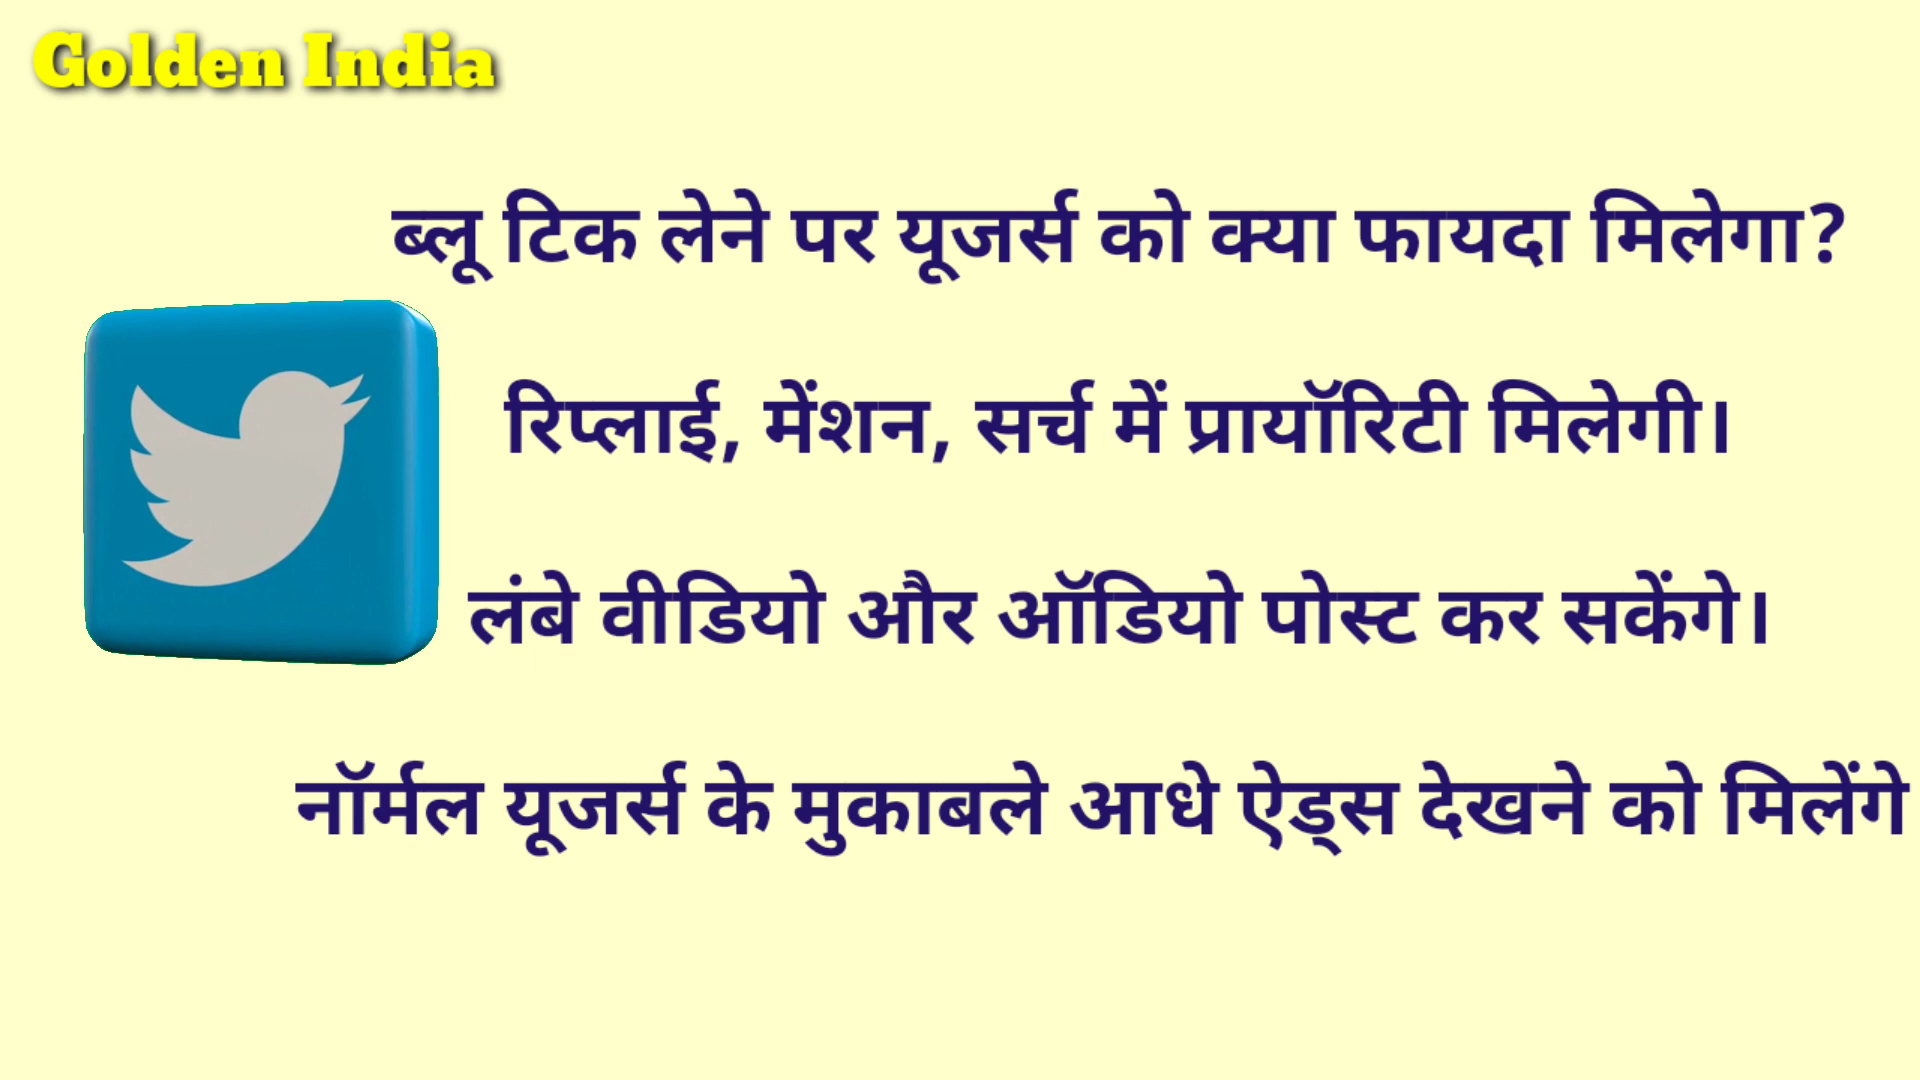 Golden India
ब्लू टिक लेने पर यूजर्स को क्या फायदा मिलेगा?
रिप्लाई, मेंशन, सर्च में प्रायॉरिटी मिलेगी।
लंबे वीडियो और ऑडियो पोस्ट कर सकेंगे।
नॉर्मल यूजर्स के मुकाबले आधे ऐड्स देखने को मिलेंगे